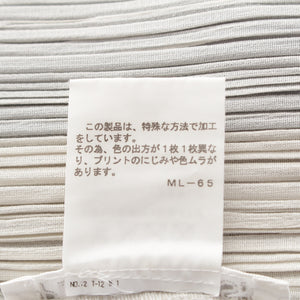 この製品は、特殊な方法で加工
をしています。
その為、色の出方が1枚1枚異な
り、プリントのにじみや色ムラが
あります。
ML-65